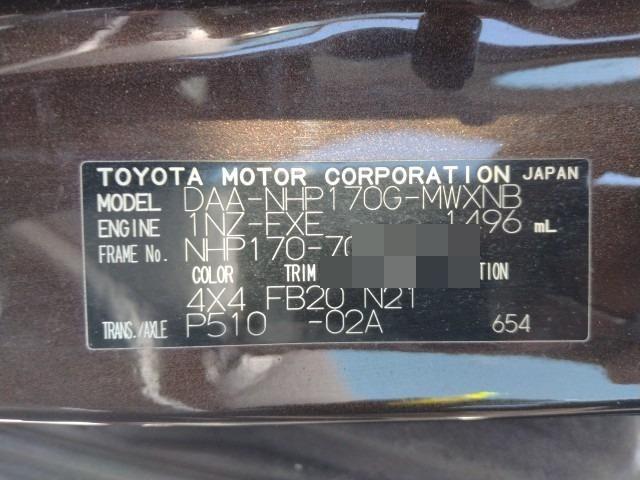 TOYOTA MOTOR CORPORATION JAPAN
MODEL DAA-NHP170G-MWXNB
ENGINE 1NZ-FXE 1496 mL
FRAME No. NHP170-70
COLOR TRIM
4X4 FB20 N21
TRANS./AXLE P510 -02A 654